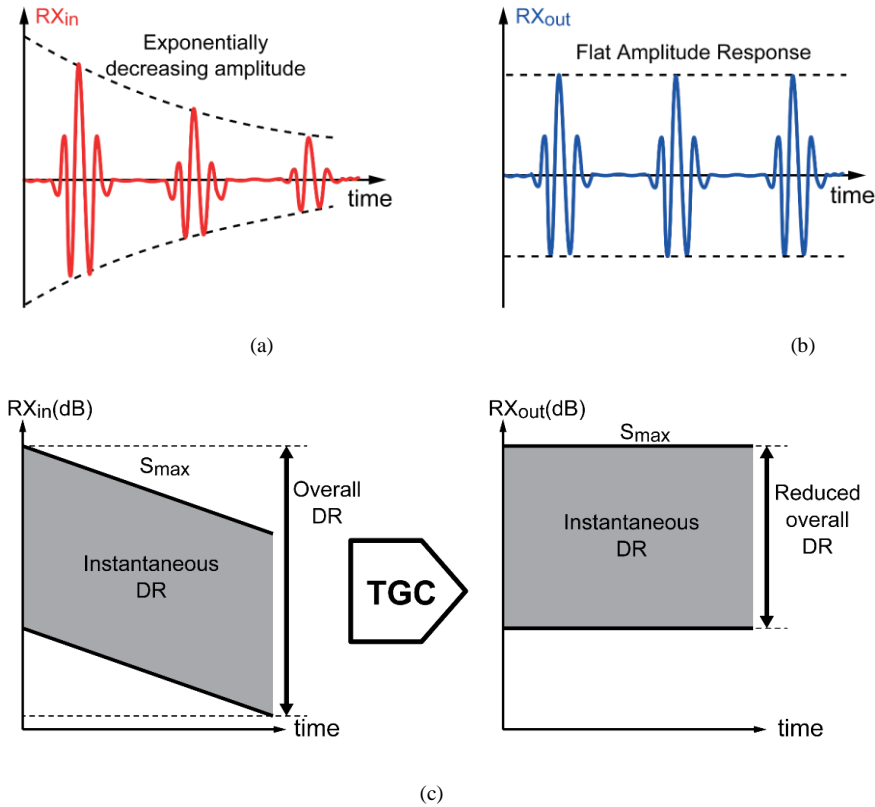 RXin
Exponentially
decreasing amplitude
time
(a)
RXout
Flat Amplitude Response
time
(b)
RXin(dB)
Smax
Overall
DR
Instantaneous
DR
time
TGC
RXout(dB)
Smax
Instantaneous
DR
Reduced
overall
DR
time
(c)